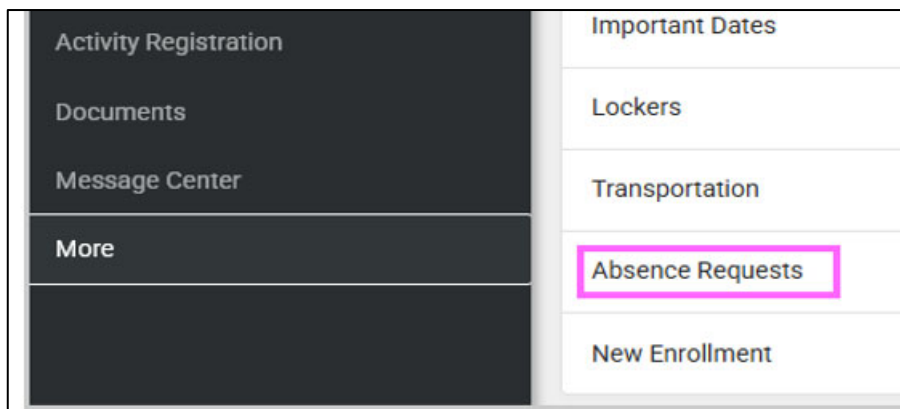 Activity Registration
Documents
Message Center
More
Important Dates
Lockers
Transportation
Absence Requests
New Enrollment